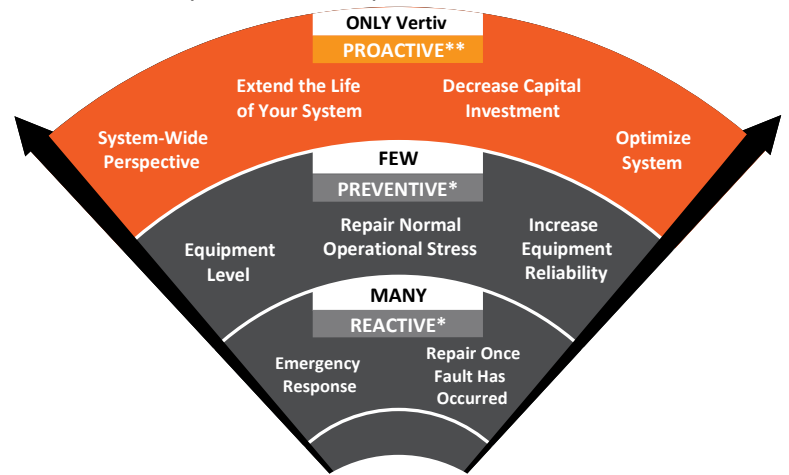 ONLY Vertiv
PROACTIVE**
Extend the Life
of Your System
Decrease Capital
Investment
System-Wide
Perspective
Optimize
System
FEW
PREVENTIVE*
Equipment
Level
Repair Normal
Operational Stress
Increase
Equipment
Reliability
MANY
REACTIVE*
Emergency
Response
Repair Once
Fault Has
Occurred